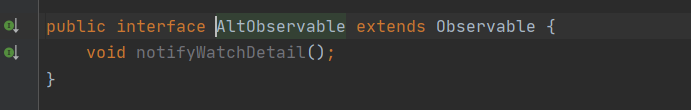 public interface AltObservable extends Observable {
    void notifyWatchDetail();
}